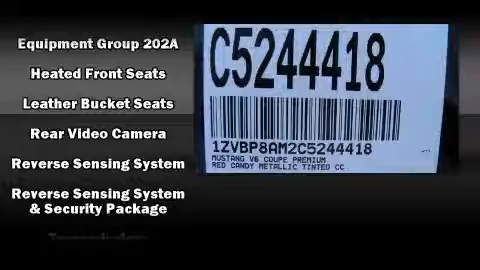 Equipment Group 202A
Heated Front Seats
Leather Bucket Seats
Rear Video Camera
Reverse Sensing System
Reverse Sensing System
& Security Package
C5244418
1ZVBP8AM2C5244418
MUSTANG V6 COUPE PREMIUM
RED CANDY METALLIC TINTED CC